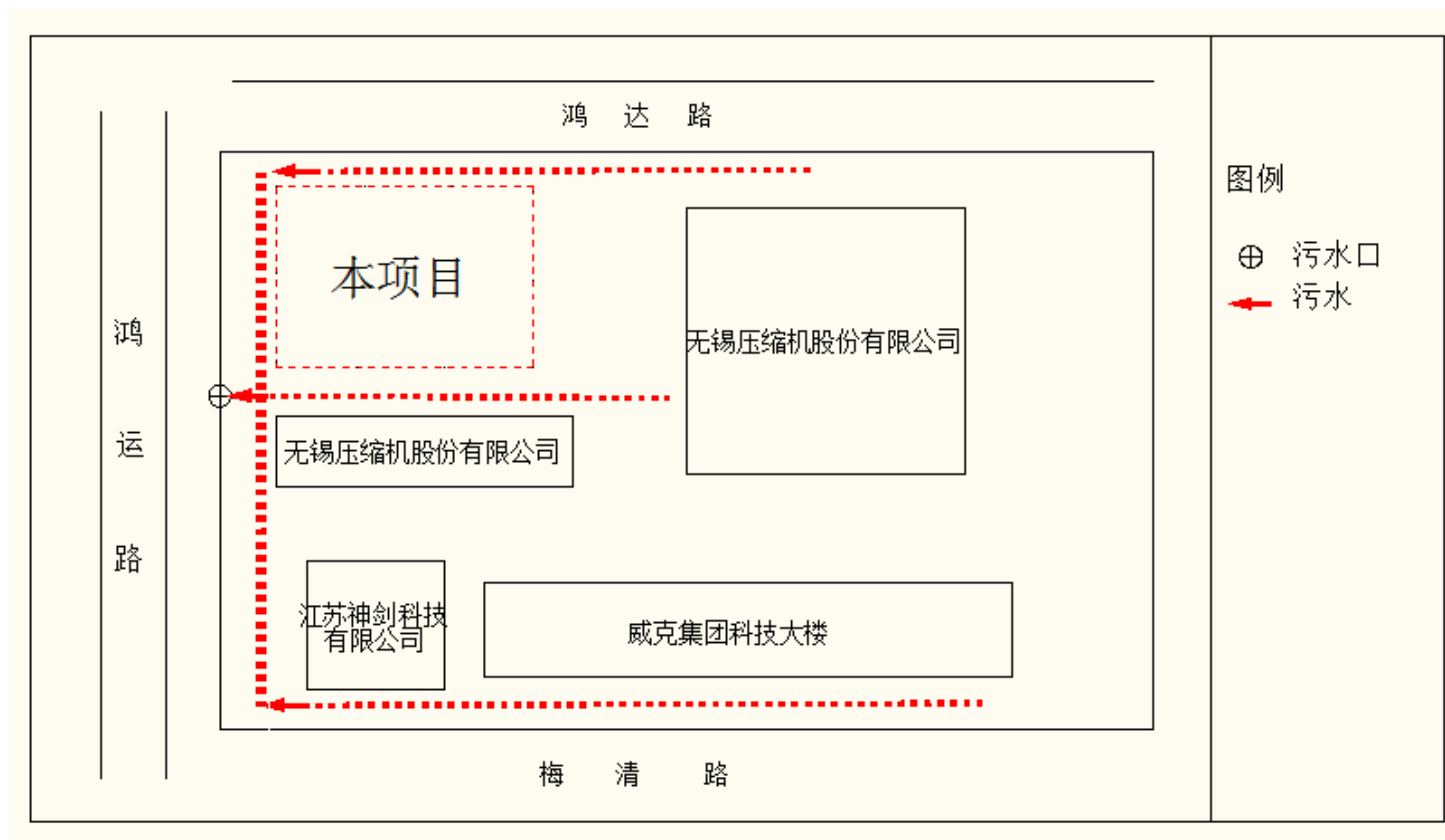 鸿达路
图例
污水口
污水
本项目
无锡压缩机股份有限公司
鸿运路
无锡压缩机股份有限公司
江苏神剑科技
有限公司
威克集团科技大楼
梅清路